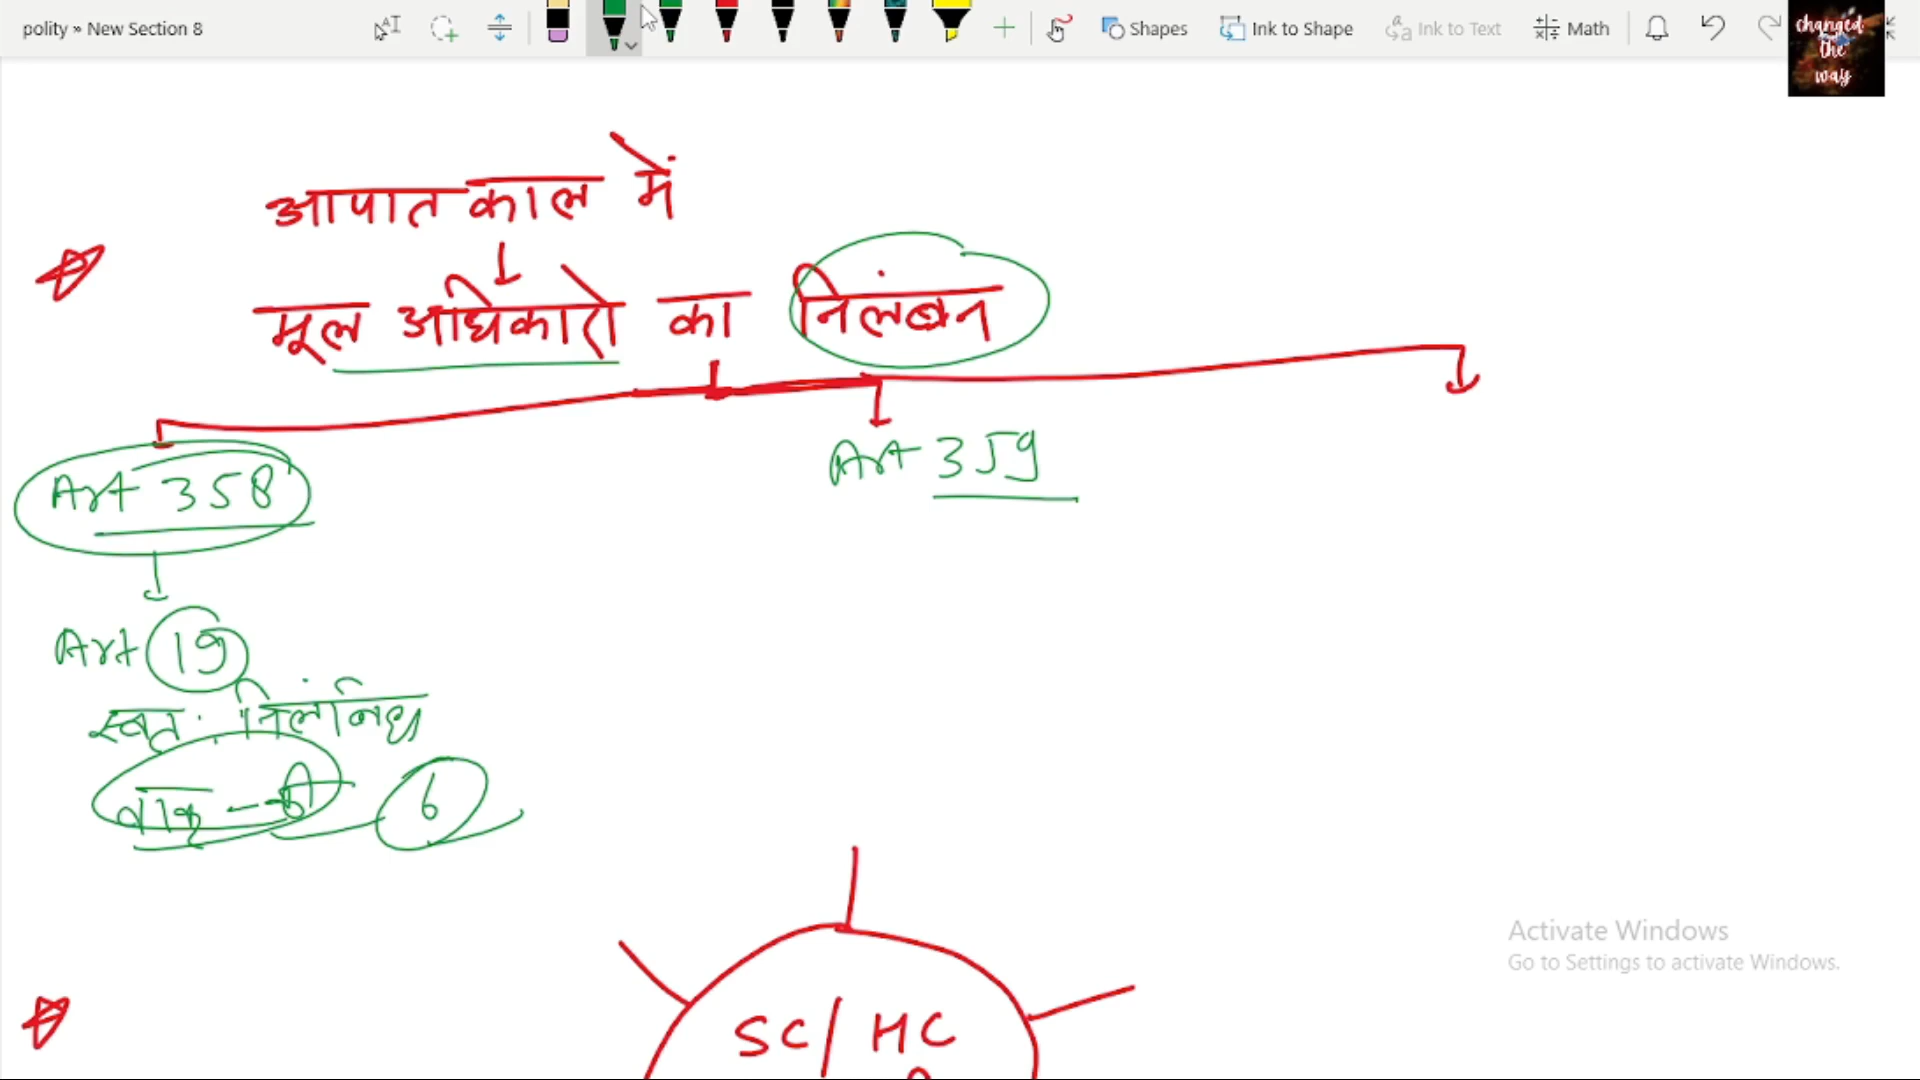 polity » New Section 8
Shapes
Ink to Shape
Ink to Text
Math
changed
the
way
आपातकाल में
मूल अधिकारो का निलंबन
Art 358
Art 359
Art 19
स्वत:
वाक - की 6
SC/HC
Activate Windows
Go to Settings to activate Windows.